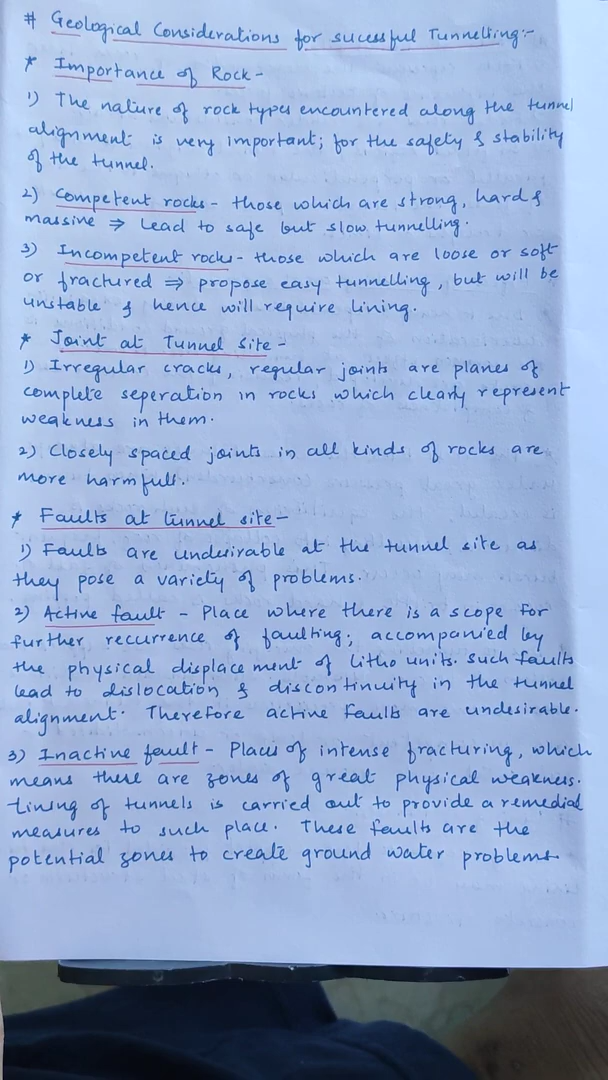 # Geological Considerations for sucessful Tunnelling:-
* Importance of Rock -
1) The nature of rock types encountered along the tunnel
alignment is very important; for the safety & stability
of the tunnel.
2) Competent rocks - those which are strong, hard &
massive ⇒ Lead to safe but slow tunnelling.
3) Incompetent rocks - those which are loose or soft
or fractured ⇒ propose easy tunnelling, but will be
unstable & hence will require lining.
* Joint at Tunnel Site -
1) Irregular cracks, regular joints are planes of
complete seperation in rocks which clearly represent
weakness in them.
2) Closely spaced joints in all kinds of rocks are
more harmfull.
* Faults at tunnel site -
1) Faults are undesirable at the tunnel site as
they pose a variety of problems.
2) Active fault - Place where there is a scope for
further recurrence of faulting; accompanied by
the physical displacement of Litho units. Such faults
lead to dislocation & discontinuity in the tunnel
alignment. Therefore active faults are undesirable.
3) Inactive fault - Places of intense fracturing, which
means there are zones of great physical weakness.
Lining of tunnels is carried out to provide a remedial
measures to such place. These faults are the
potential zones to create ground water problems